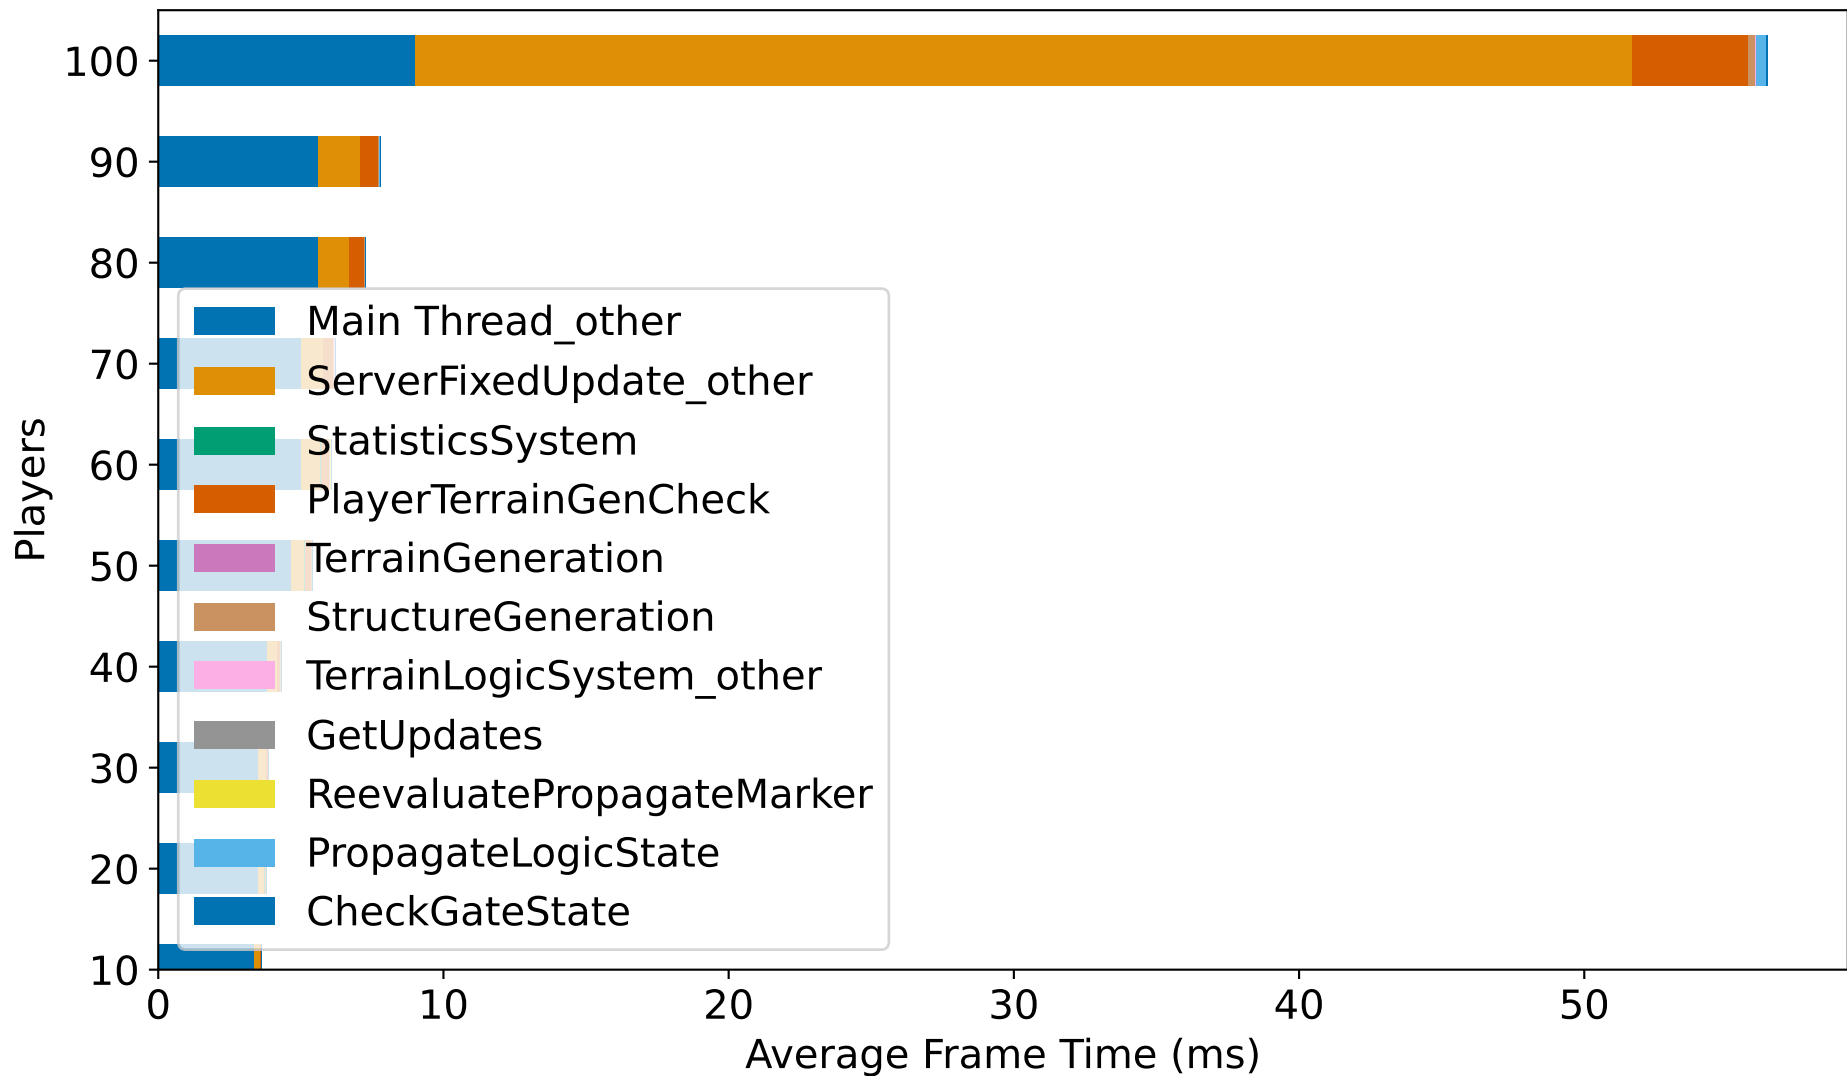 100
90
80
70
60
50
40
30
20
10
Players
Main Thread_other
ServerFixedUpdate_other
StatisticsSystem
PlayerTerrainGenCheck
TerrainGeneration
StructureGeneration
TerrainLogicSystem_other
GetUpdates
ReevaluatePropagateMarker
PropagateLogicState
CheckGateState
0 10 20 30 40 50
Average Frame Time (ms)